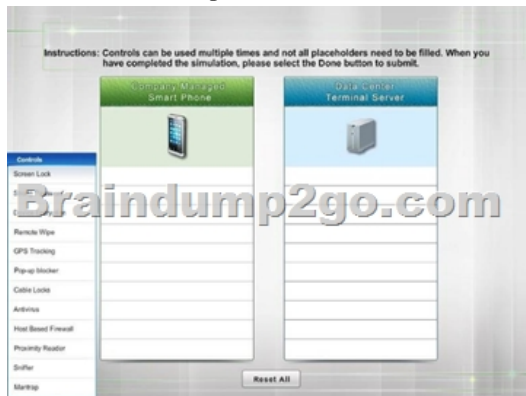 Instructions: Controls can be used multiple times and not all placeholders need to be filled. When you
have completed the simulation, please select the Done button to submit.
Company Managed
Smart Phone
Data Center
Terminal Server
Controls
Screen Lock
Braindump2go.com
Remote Wipe
GPS Tracking
Pop-up blocker
Cable Locks
Antivirus
Host Based Firewall
Proximity Reader
Sniffer
Mantrap
Reset All